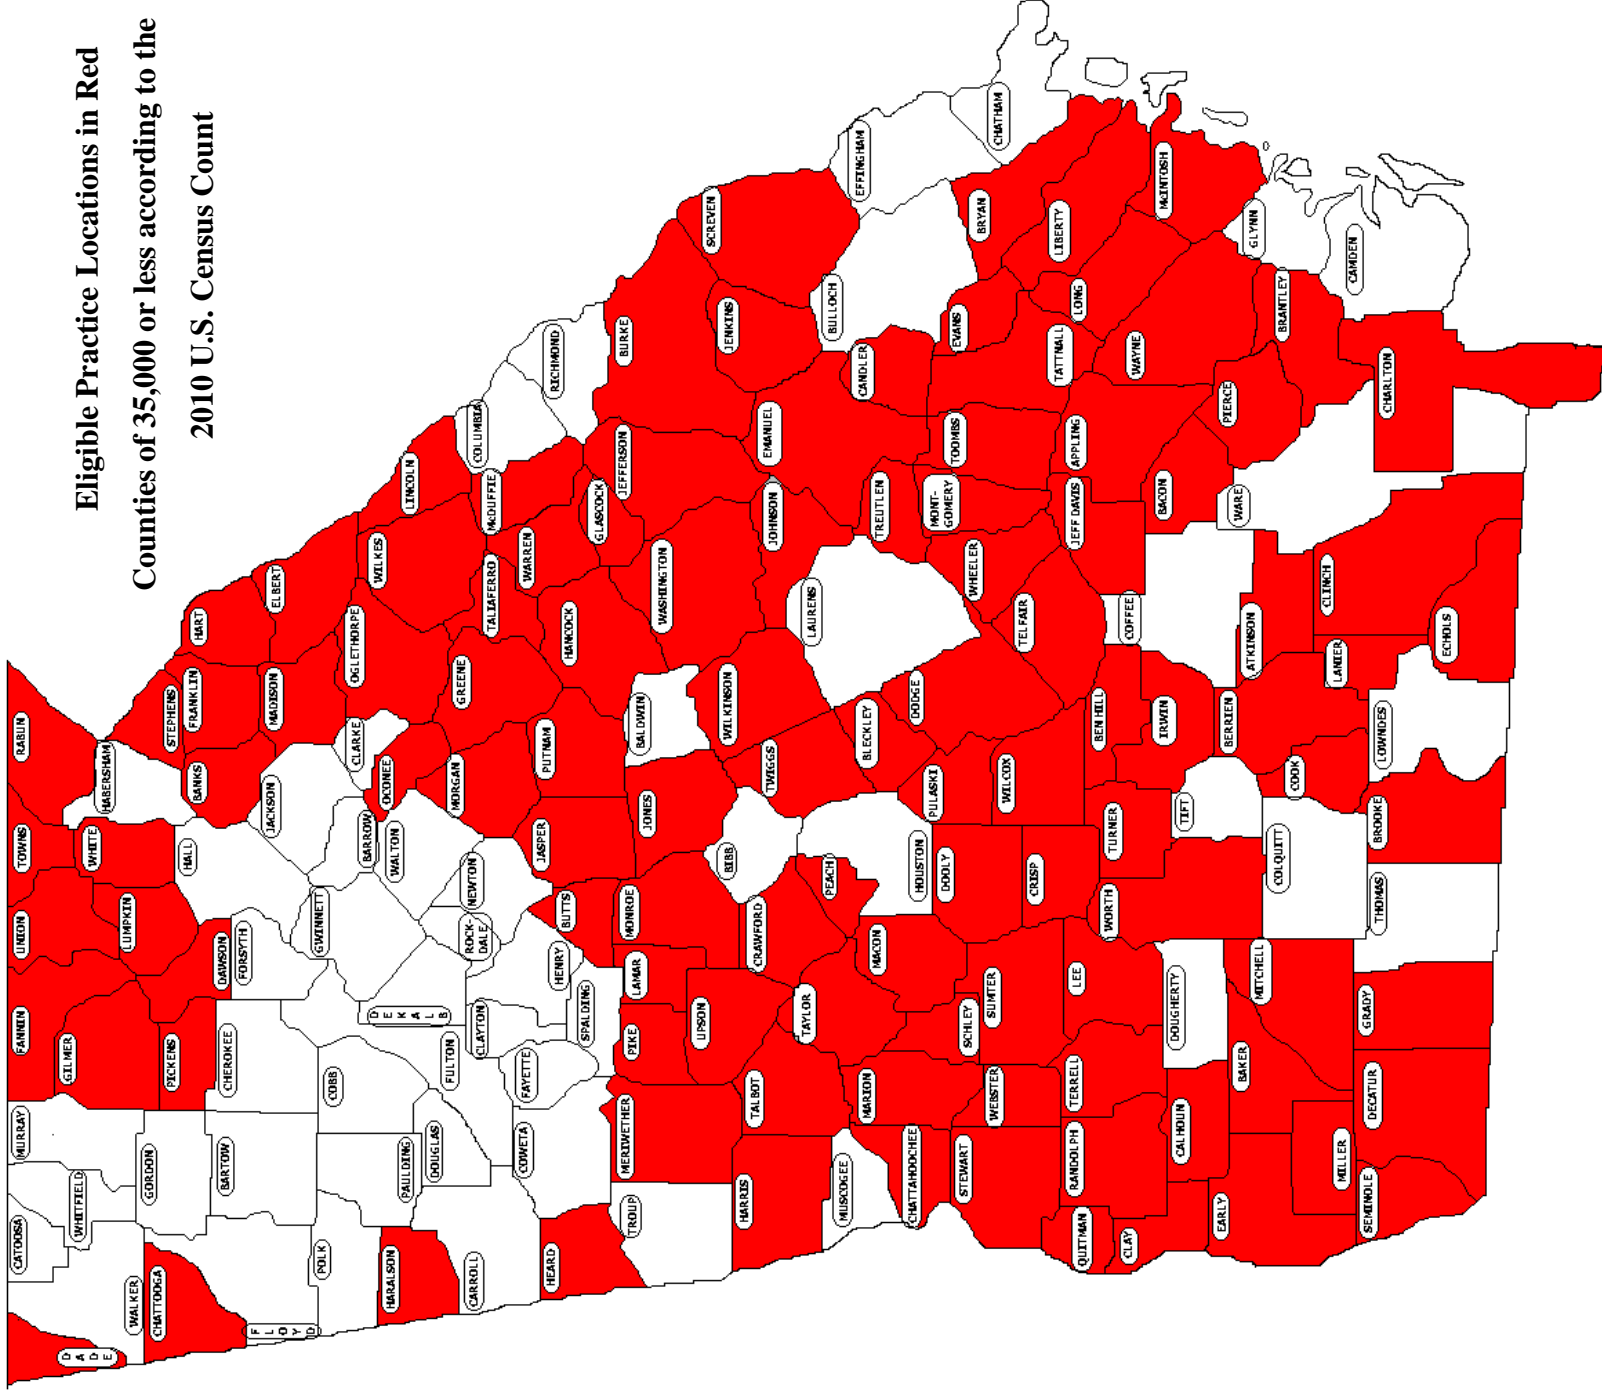 Eligible Practice Locations in Red
Counties of 35,000 or less according to the
2010 U.S. Census Count
CATOOSA
MURRAY
FANNIN
UNION
TOWNS
RABUN
DADE
WHITFIELD
GILMER
WHITE
HABERSHAM
WALKER
LUMPKIN
CHATTOOGA
GORDON
PICKENS
STEPHENS
HALL
BANKS
FRANKLIN
HART
BARTOW
CHEROKEE
DAWSON
FORSYTH
JACKSON
MADISON
ELBERT
FLOYD
POLK
COBB
GWINNETT
BARROW
CLARKE
OGLETHORPE
HARALSON
PAULDING
DEKALB
WALTON
OCONEE
WILKES
LINCOLN
DOUGLAS
FULTON
CARROLL
CLAYTON
ROCK-
DALE
NEWTON
MORGAN
GREENE
TALIAFERRO
McDUFFIE
COLUMBIA
COWETA
FAYETTE
HENRY
WARREN
RICHMOND
HEARD
SPALDING
BUTTS
JASPER
PUTNAM
HANCOCK
GLASCOCK
TROUP
MERIWETHER
PIKE
LAMAR
MONROE
JONES
BALDWIN
WASHINGTON
JEFFERSON
BURKE
UPSON
SCREVEN
HARRIS
TALBOT
CRAWFORD
BIBB
TWIGGS
WILKINSON
JOHNSON
EMANUEL
JENKINS
MUSCOGEE
TAYLOR
PEACH
LAURENS
BULLOCH
EFFINGHAM
CHATTAHOOCHEE
MARION
MACON
HOUSTON
BLECKLEY
TREUTLEN
CANDLER
STEWART
SCHLEY
DOOLY
PULASKI
DODGE
MONT-
GOMERY
TOOMBS
EVANS
BRYAN
CHATHAM
WEBSTER
SUMTER
CRISP
WILCOX
TELFAIR
WHEELER
TATTNALL
LIBERTY
QUITMAN
RANDOLPH
TERRELL
LEE
BEN HILL
JEFF DAVIS
APPLING
LONG
CLAY
WORTH
TURNER
COFFEE
WAYNE
CALHOUN
DOUGHERTY
TIFT
IRWIN
BACON
McINTOSH
EARLY
BAKER
MITCHELL
BERRIEN
ATKINSON
WARE
PIERCE
GLYNN
COLQUITT
COOK
BRANTLEY
MILLER
LANIER
CLINCH
CAMDEN
SEMINOLE
DECATUR
GRADY
THOMAS
BROOKE
LOWNDES
ECHOLS
CHARLTON